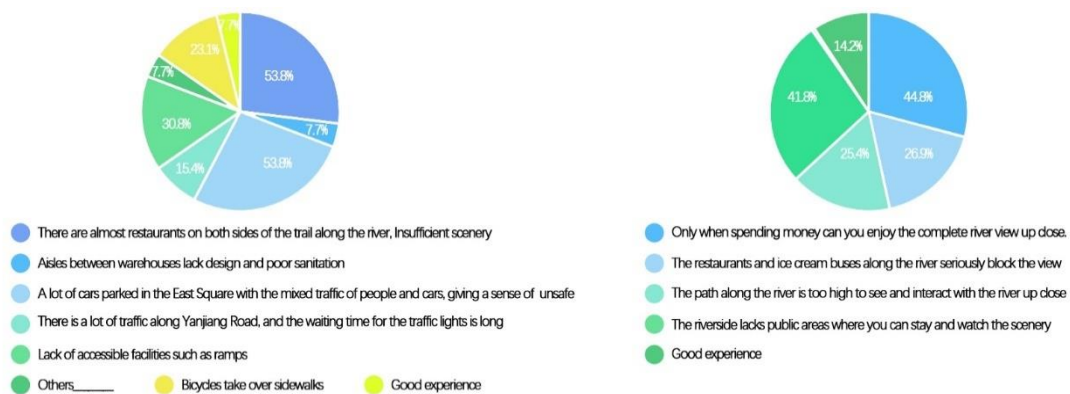 7.7%
23.1%
53.8%
7.7%
30.8%
7.7%
15.4%
53.8%
14.2%
41.8%
44.8%
25.4%
26.9%
There are almost restaurants on both sides of the trail along the river, Insufficient scenery
Aisles between warehouses lack design and poor sanitation
A lot of cars parked in the East Square with the mixed traffic of people and cars, giving a sense of unsafe
There is a lot of traffic along Yanjiang Road, and the waiting time for the traffic lights is long
Lack of accessible facilities such as ramps
Others______ Bicycles take over sidewalks Good experience
Only when spending money can you enjoy the complete river view up close.
The restaurants and ice cream buses along the river seriously block the view
The path along the river is too high to see and interact with the river up close
The riverside lacks public areas where you can stay and watch the scenery
Good experience